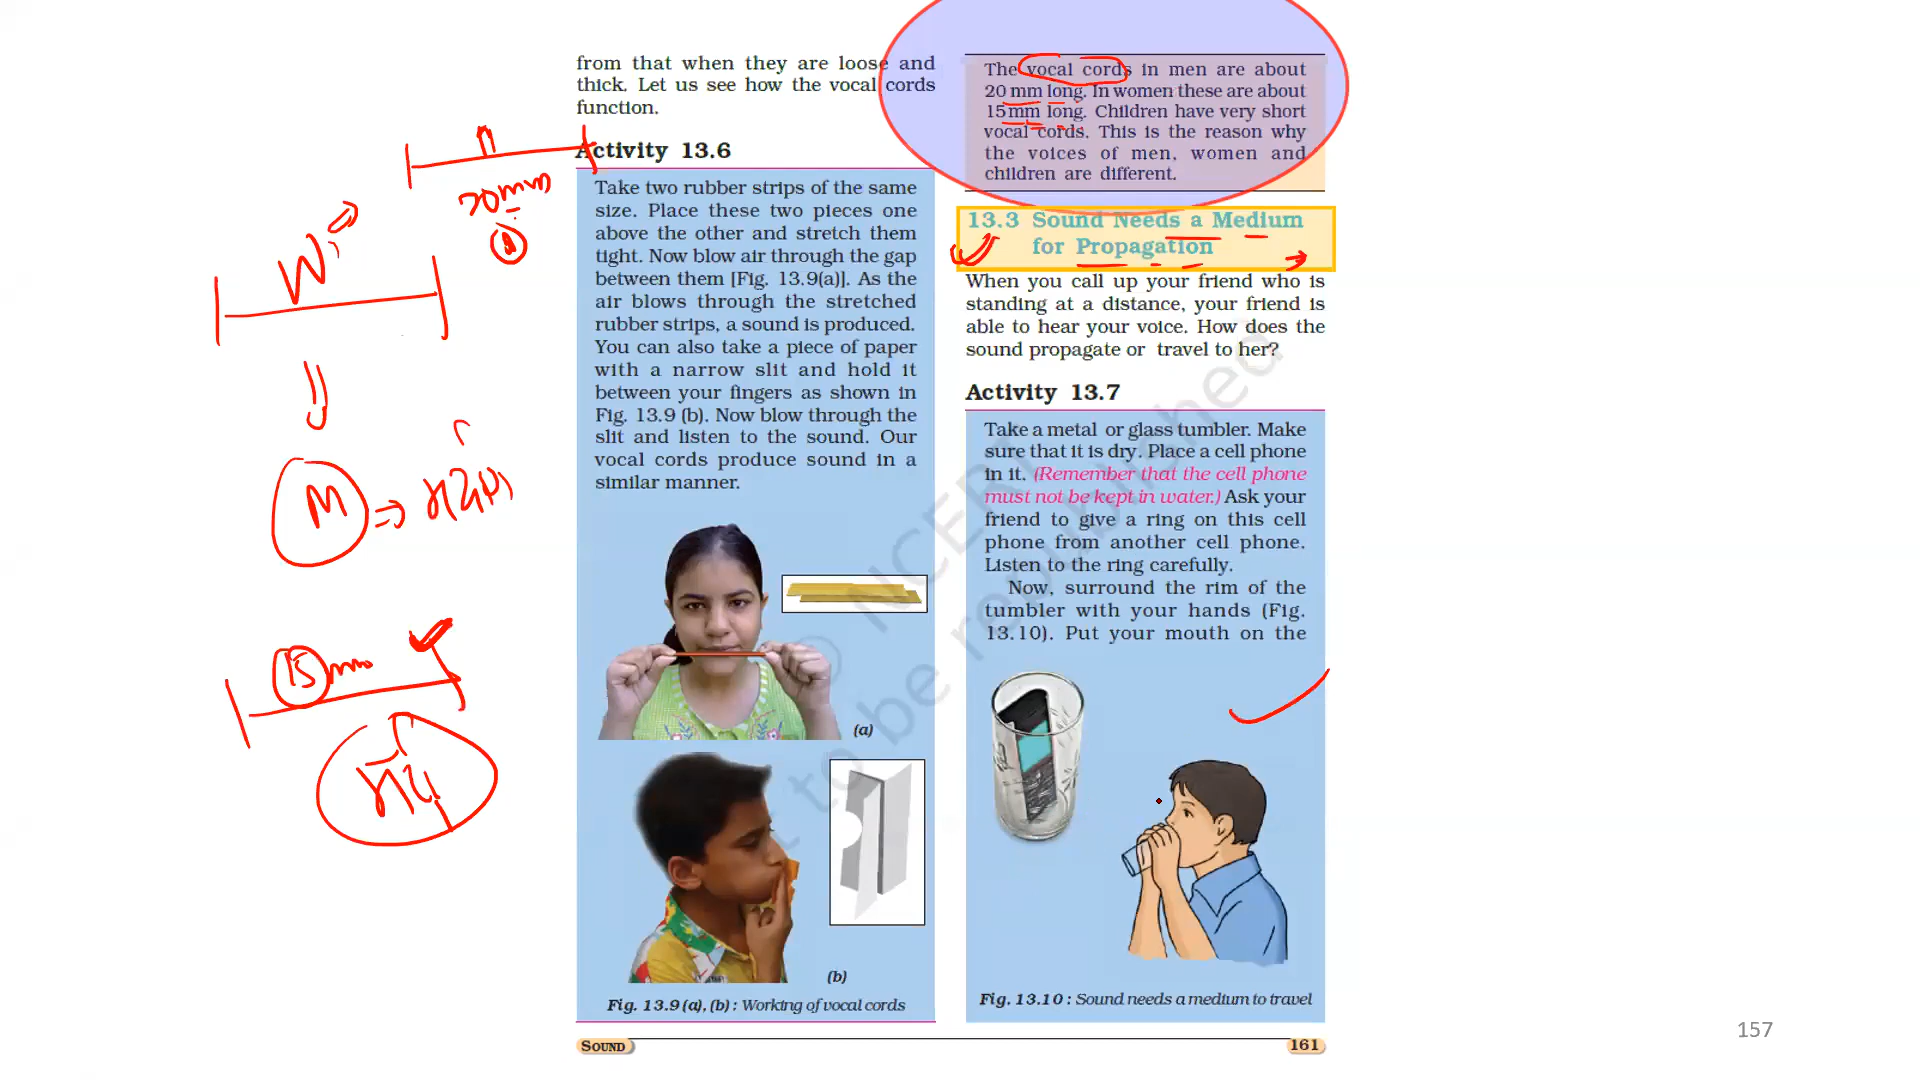 from that when they are loose and
thick. Let us see how the vocal cords
function.
Activity 13.6
Take two rubber strips of the same
size. Place these two pieces one
above the other and stretch them
tight. Now blow air through the gap
between them [Fig. 13.9(a)]. As the
air blows through the stretched
rubber strips, a sound is produced.
You can also take a piece of paper
with a narrow slit and hold it
between your fingers as shown in
Fig. 13.9 (b). Now blow through the
slit and listen to the sound. Our
vocal cords produce sound in a
similar manner.
(a)
(b)
Fig. 13.9 (a), (b) : Working of vocal cords
The vocal cords in men are about
20 mm long. In women these are about
15mm long. Children have very short
vocal cords. This is the reason why
the voices of men, women and
children are different.
13.3 Sound Needs a Medium
for Propagation
When you call up your friend who is
standing at a distance, your friend is
able to hear your voice. How does the
sound propagate or travel to her?
Activity 13.7
Take a metal or glass tumbler. Make
sure that it is dry. Place a cell phone
in it. (Remember that the cell phone
must not be kept in water.) Ask your
friend to give a ring on this cell
phone from another cell phone.
Listen to the ring carefully.
Now, surround the rim of the
tumbler with your hands (Fig.
13.10). Put your mouth on the
Fig. 13.10 : Sound needs a medium to travel
SOUND
161
157
20mm
W
M
15mm
© NCERT
not to be republished